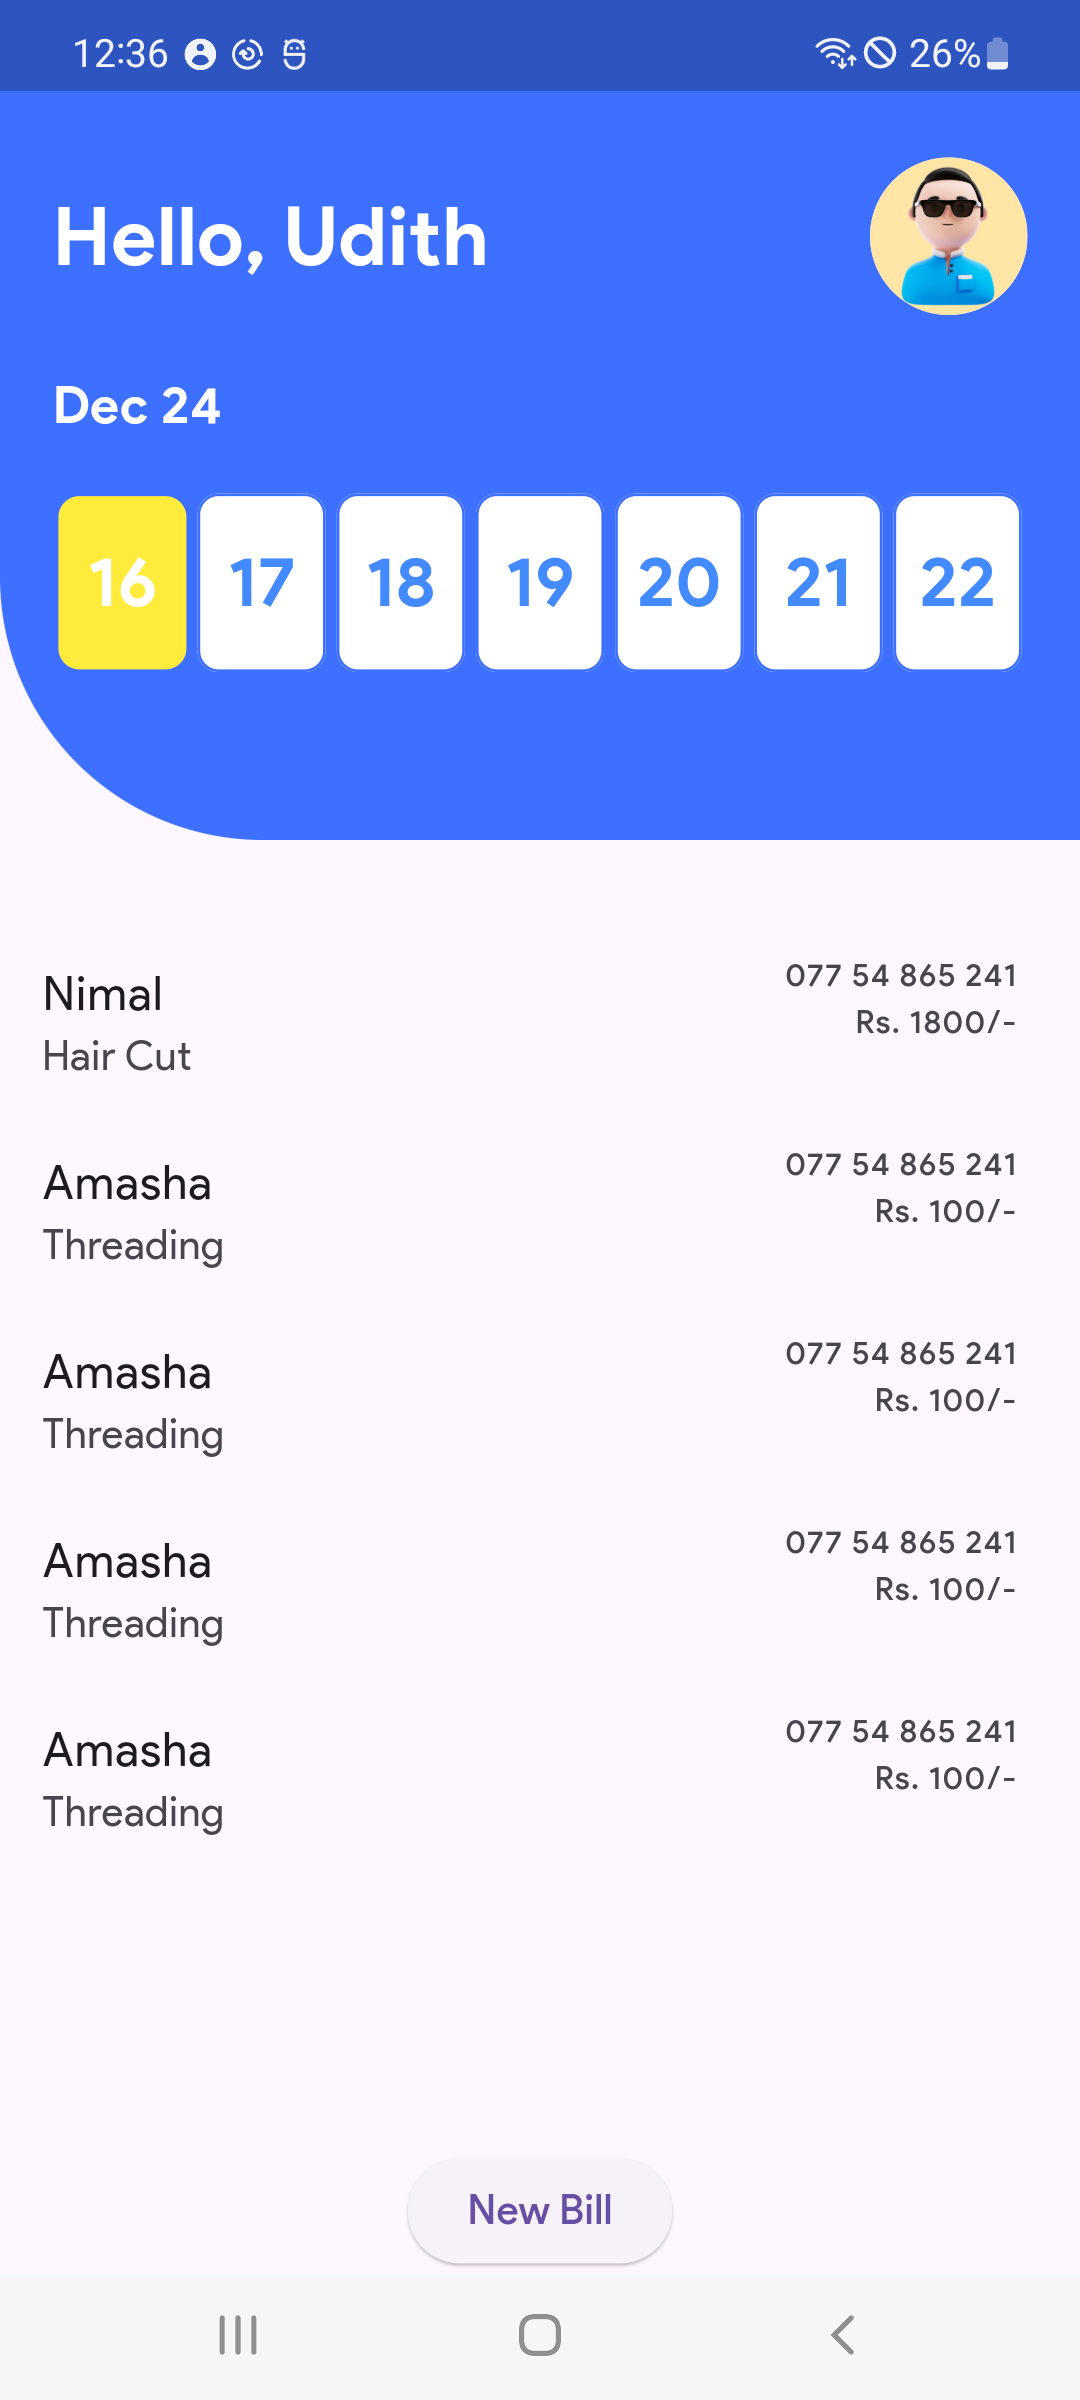 12:36 26%
Hello, Udith
Dec 24
16 17 18 19 20 21 22
Nimal 077 54 865 241
Hair Cut Rs. 1800/-
Amasha 077 54 865 241
Threading Rs. 100/-
Amasha 077 54 865 241
Threading Rs. 100/-
Amasha 077 54 865 241
Threading Rs. 100/-
Amasha 077 54 865 241
Threading Rs. 100/-
New Bill